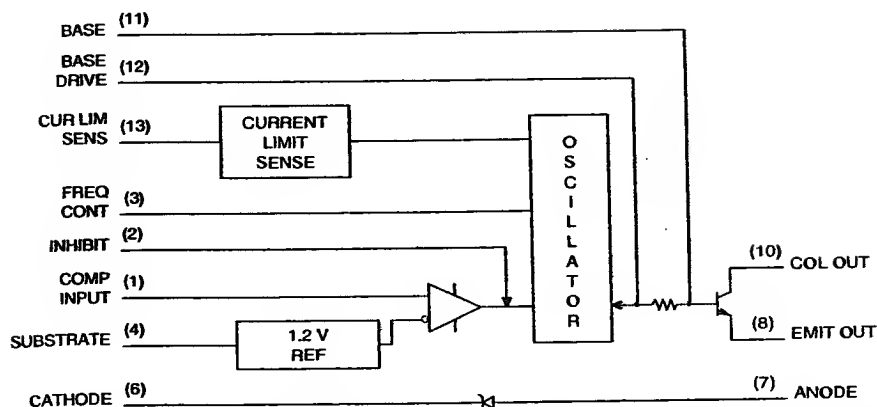 BASE (11)
BASE
DRIVE (12)
CUR LIM
SENS (13)
CURRENT
LIMIT
SENSE
OSCILLATOR
FREQ
CONT (3)
INHIBIT (2)
COMP
INPUT (1)
SUBSTRATE (4)
1.2 V
REF
(10) COL OUT
(8) EMIT OUT
CATHODE (6)
(7) ANODE